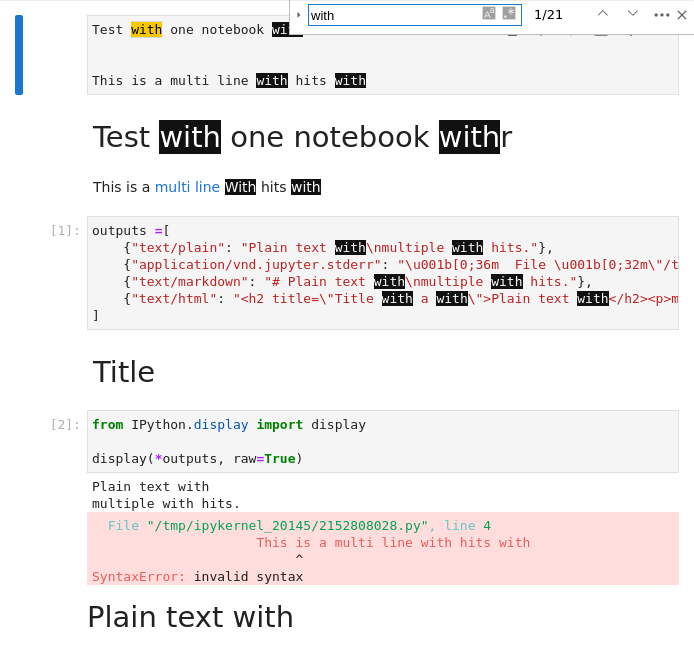 with 1/21
Test with one notebook with
This is a multi line with hits with
Test with one notebook withr
This is a multi line With hits with
[1]: outputs =[
{"text/plain": "Plain text with\nmultiple with hits."},
{"application/vnd.jupyter.stderr": "\u001b[0;36m  File \u001b[0;32m\"/t
{"text/markdown": "# Plain text with\nmultiple with hits."},
{"text/html": "<h2 title=\"Title with a with\">Plain text with</h2><p>m
]
Title
[2]: from IPython.display import display
display(*outputs, raw=True)
Plain text with
multiple with hits.
File "/tmp/ipykernel_20145/2152808028.py", line 4
This is a multi line with hits with
^
SyntaxError: invalid syntax
Plain text with